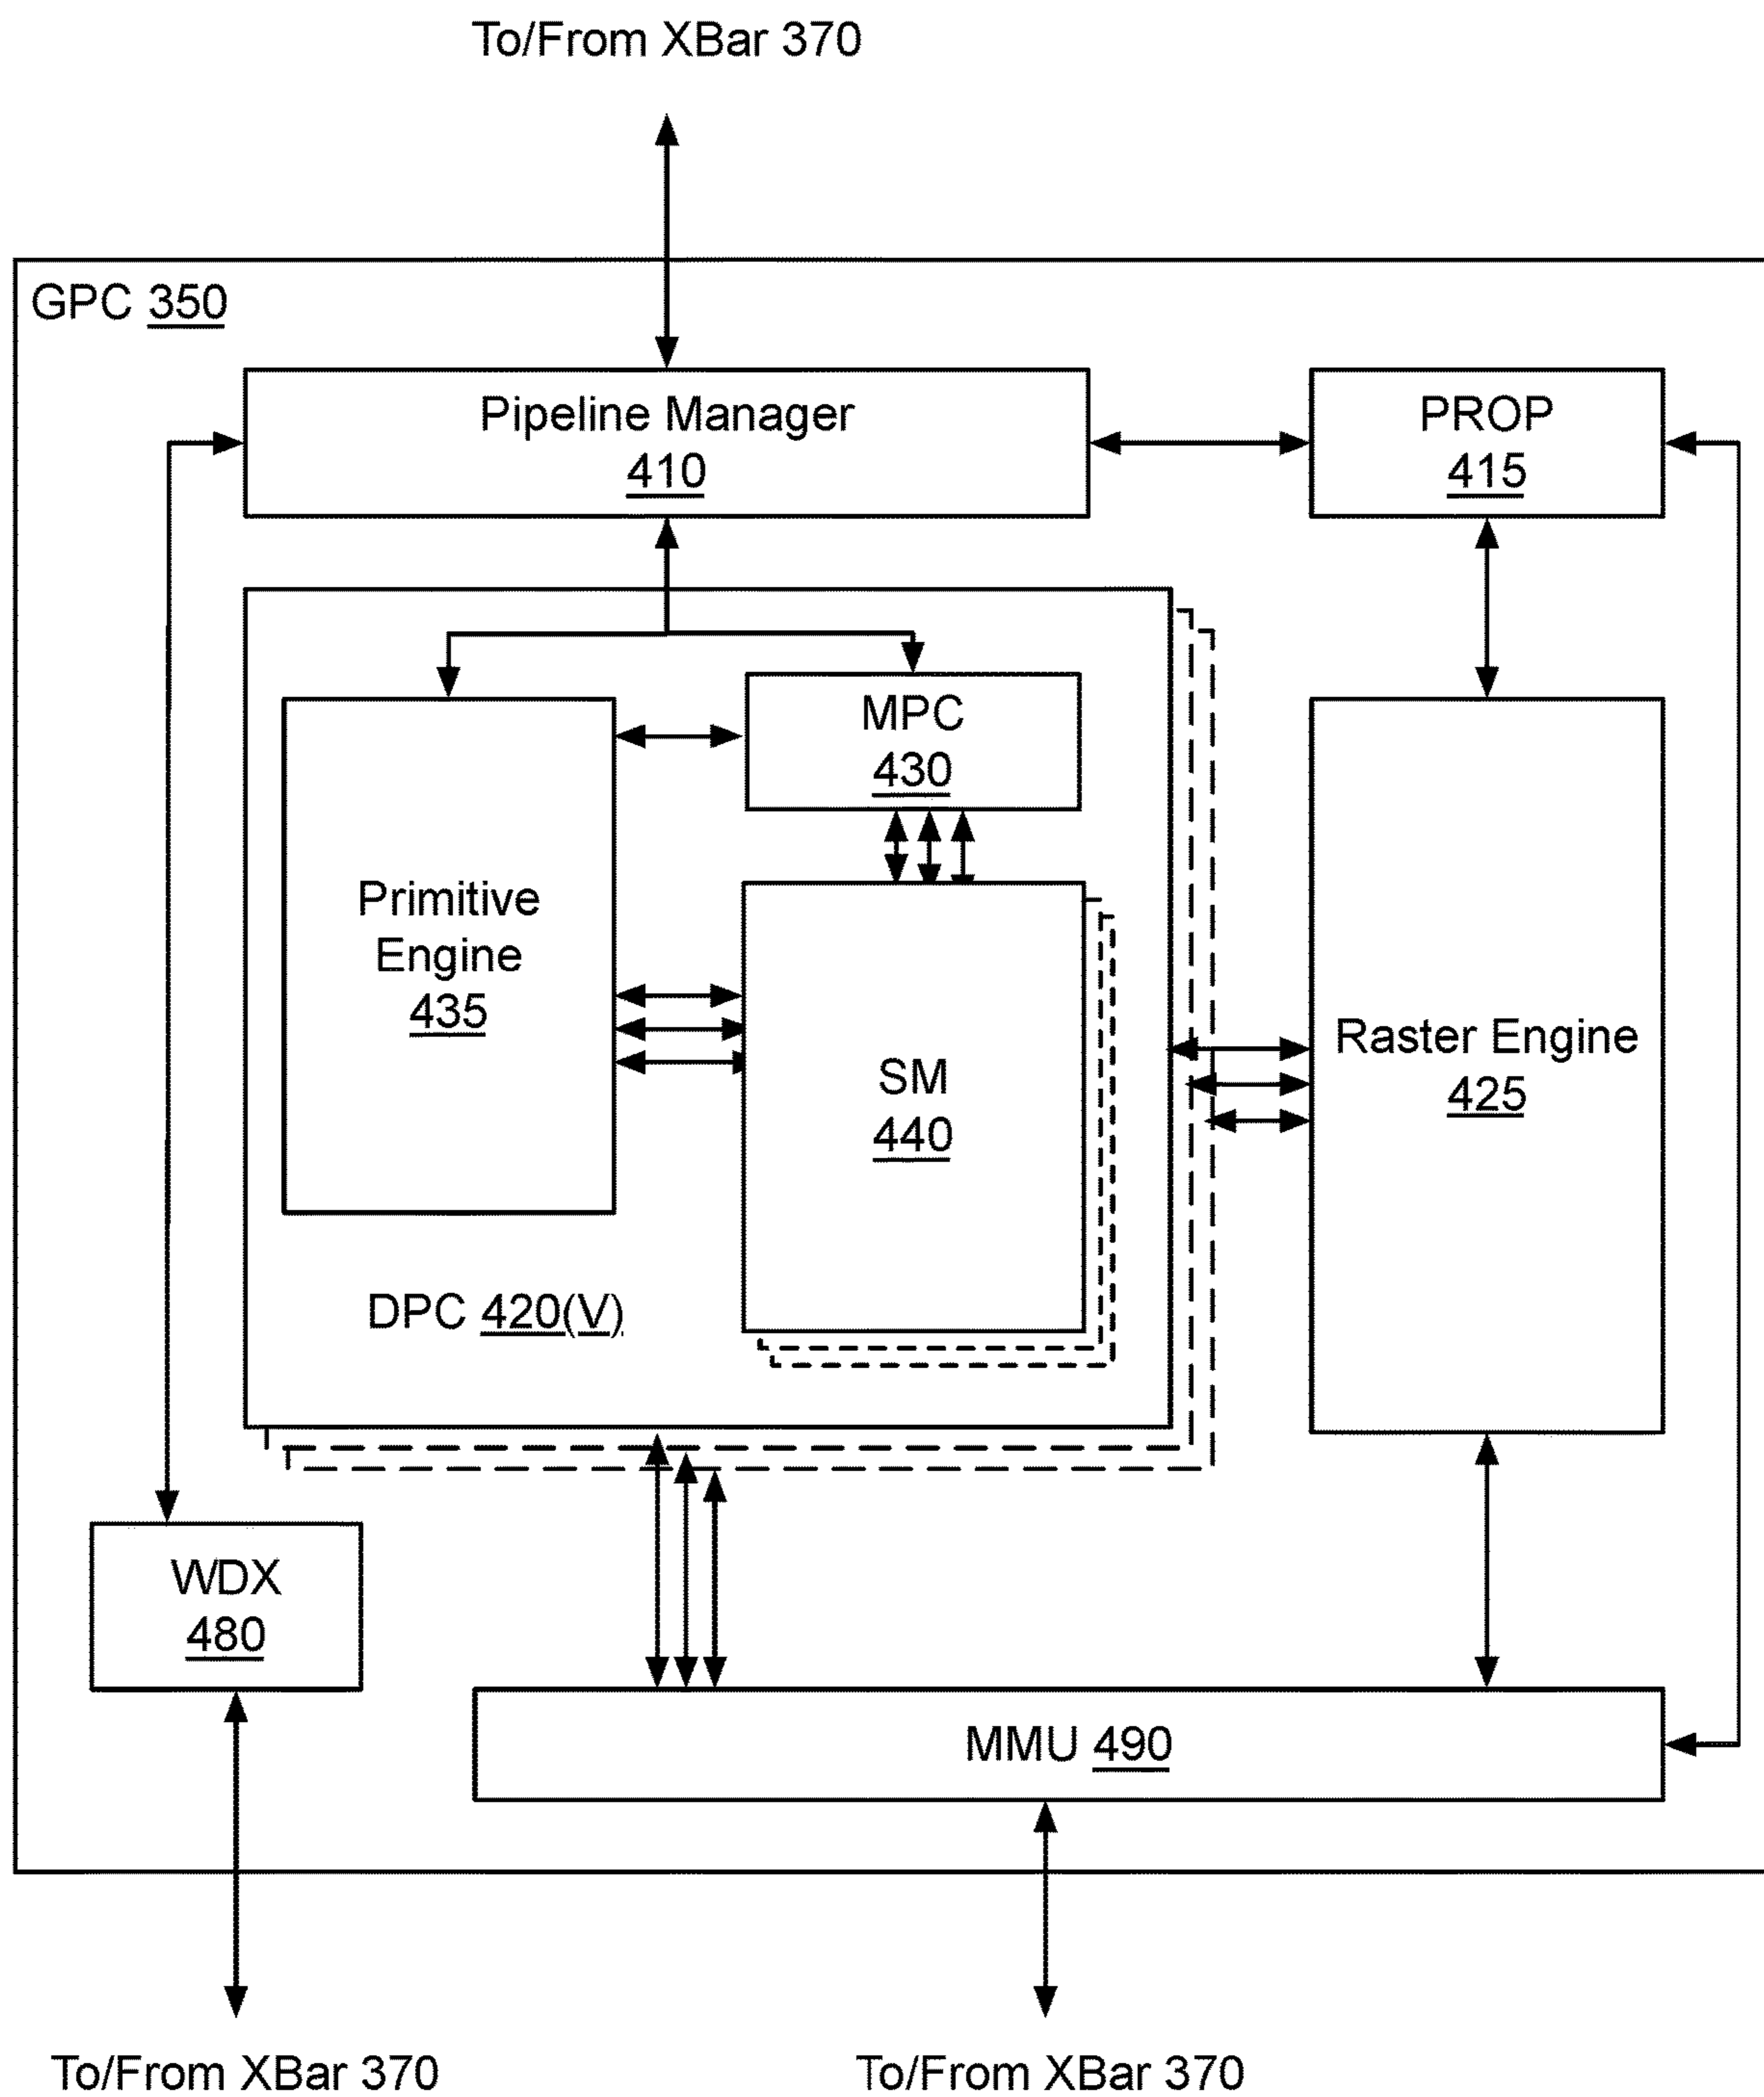 To/From XBar 370
GPC 350
Pipeline Manager
410
PROP
415
MPC
430
Primitive
Engine
435
SM
440
Raster Engine
425
DPC 420(V)
WDX
480
MMU 490
To/From XBar 370
To/From XBar 370